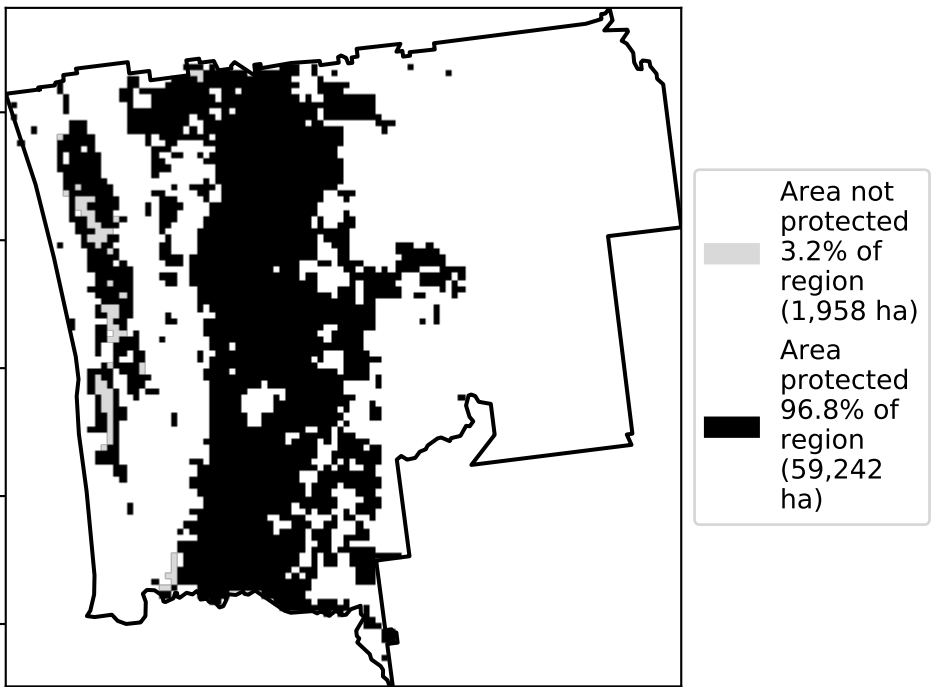 Area not
protected
3.2% of
region
(1,958 ha)
Area
protected
96.8% of
region
(59,242
ha)